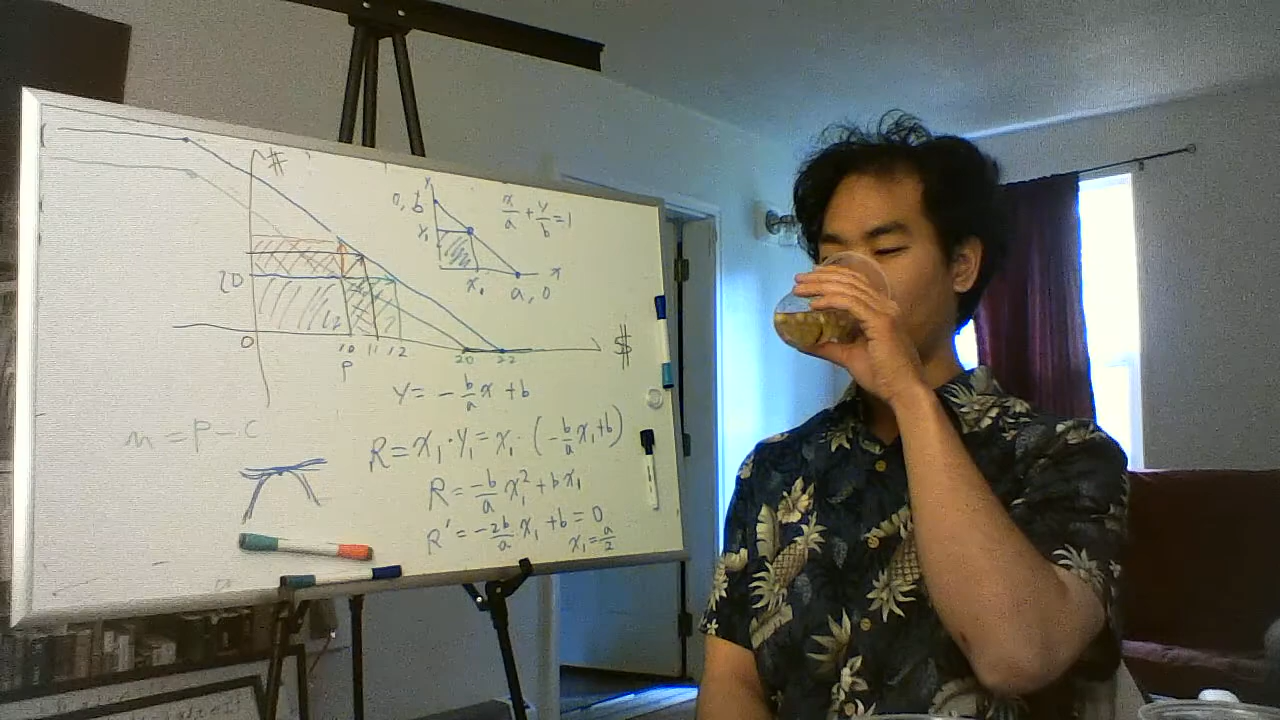 #
y
0, b
x/a + y/b = 1
y₁
x
x₁
a, 0
20
0
10 11 12 20 22
$
P
y = -b/a x + b
m = P - C
R = x₁ · y₁ = x₁ · (-b/a x₁ + b)
R = -b/a x₁² + b x₁
R' = -2b/a x₁ + b = 0
x₁ = a/2